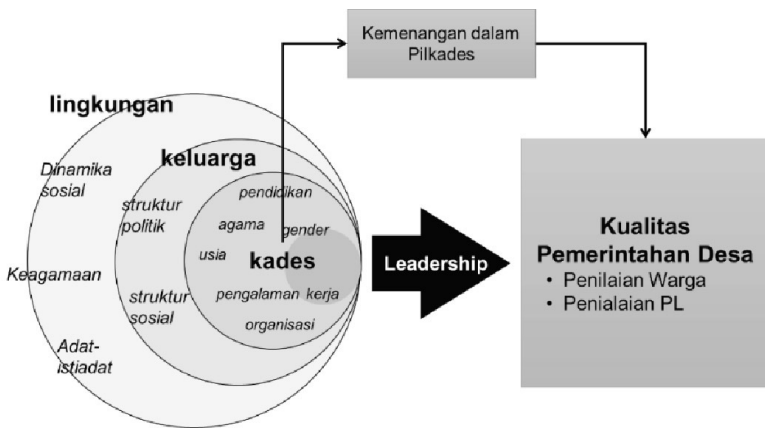 Kemenangan dalam
Pilkades
lingkungan
keluarga
Dinamika
sosial
struktur
politik
pendidikan
agama
gender
usia
kades
Keagamaan
struktur
sosial
pengalaman kerja
organisasi
Adat-
istiadat
Leadership
Kualitas
Pemerintahan Desa
• Penilaian Warga
• Penialaian PL